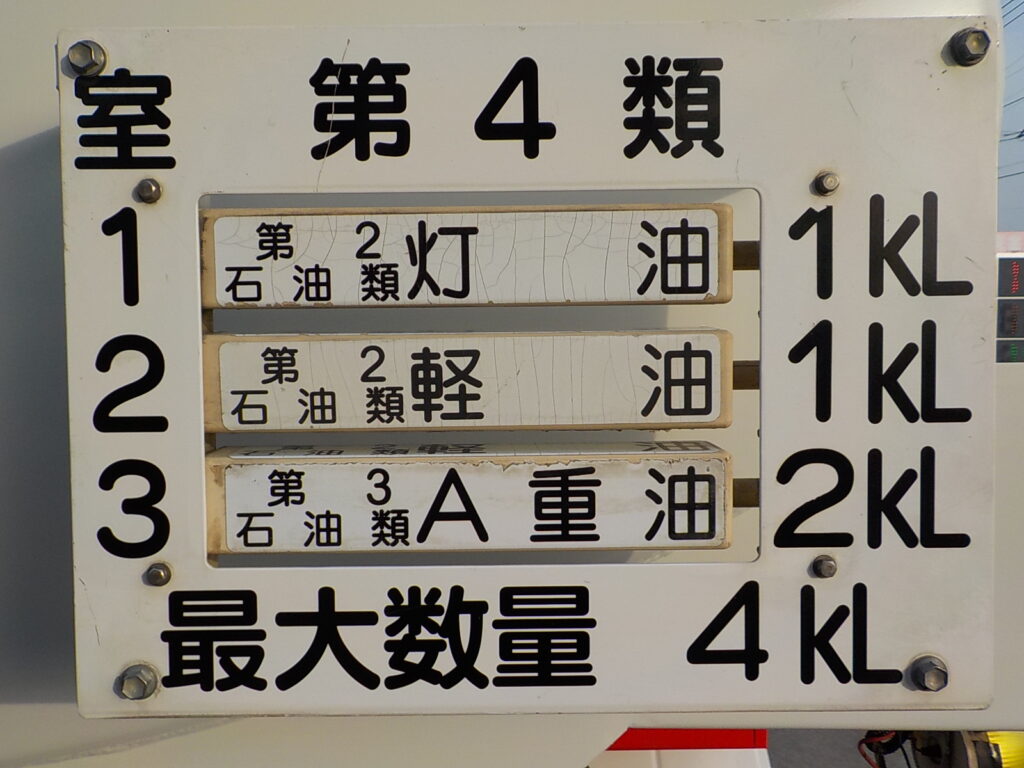 室 第4類
1 第2石油類 灯油 1kL
2 第2石油類 軽油 1kL
3 第3石油類 A重油 2kL
最大数量 4kL